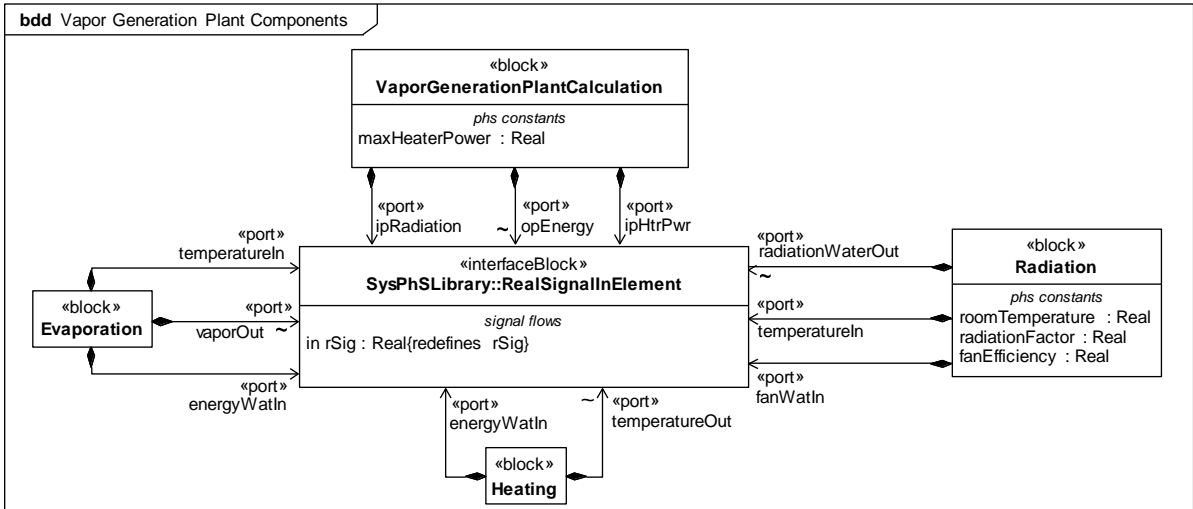 bdd Vapor Generation Plant Components
«block»
VaporGenerationPlantCalculation
phs constants
maxHeaterPower : Real
«port»
ipRadiation
«port»
~ opEnergy
«port»
ipHtrPwr
«port»
temperatureIn
«block»
Evaporation
«port»
vaporOut ~
«port»
energyWatIn
«interfaceBlock»
SysPhSLibrary::RealSignalInElement
signal flows
in rSig : Real{redefines rSig}
«port»
radiationWaterOut
~
«port»
temperatureIn
«port»
fanWatIn
«block»
Radiation
phs constants
roomTemperature : Real
radiationFactor : Real
fanEfficiency : Real
«port»
energyWatIn
~ «port»
temperatureOut
«block»
Heating